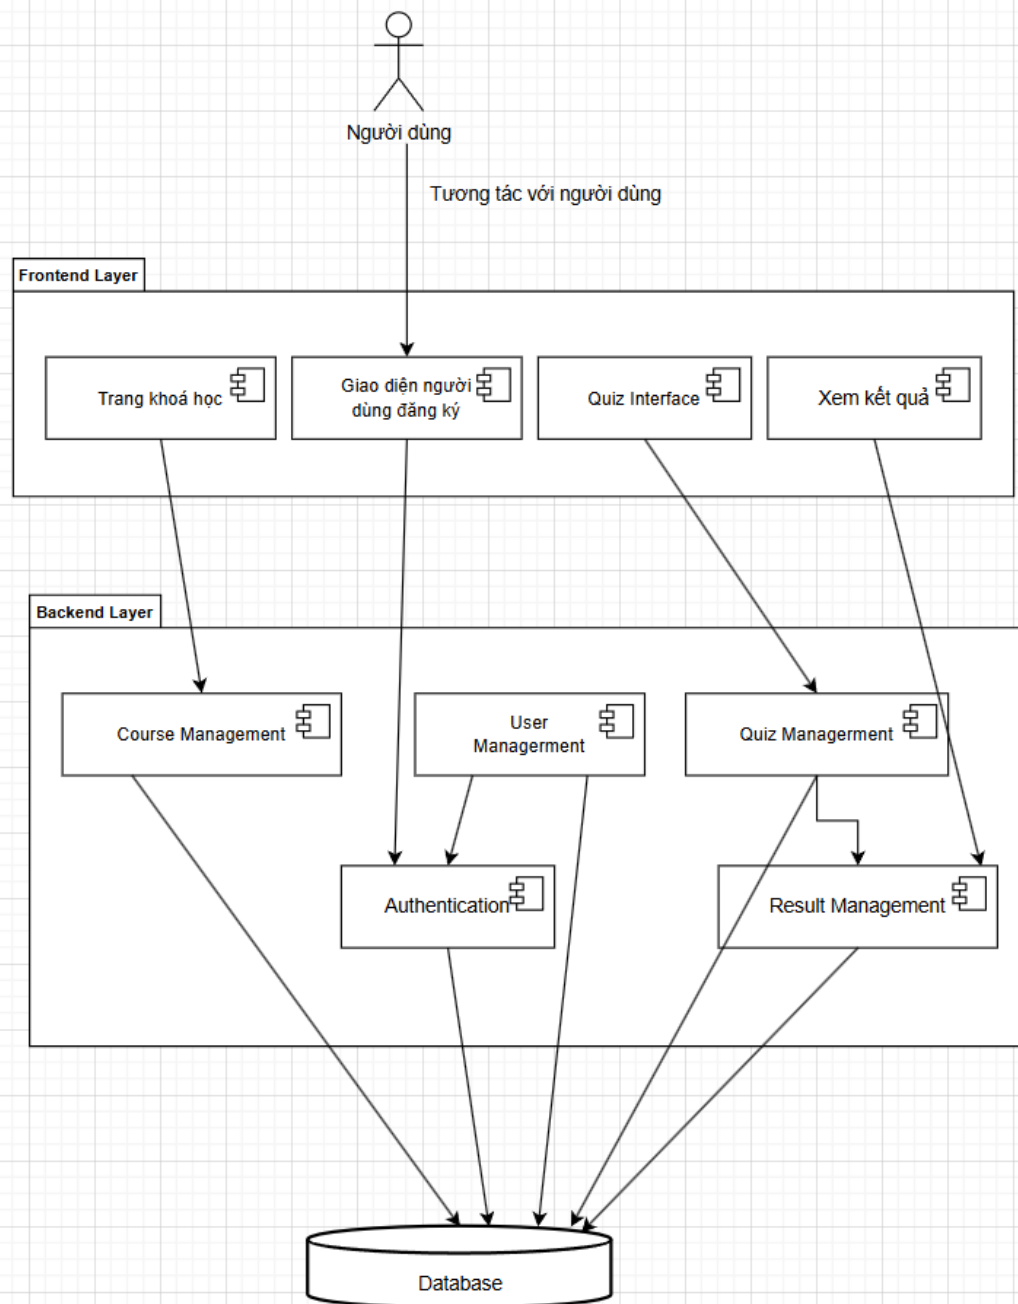 Người dùng
Tương tác với người dùng
Frontend Layer
Trang khoá học
Giao diện người
dùng đăng ký
Quiz Interface
Xem kết quả
Backend Layer
Course Management
User
Managerment
Quiz Managerment
Authentication
Result Management
Database